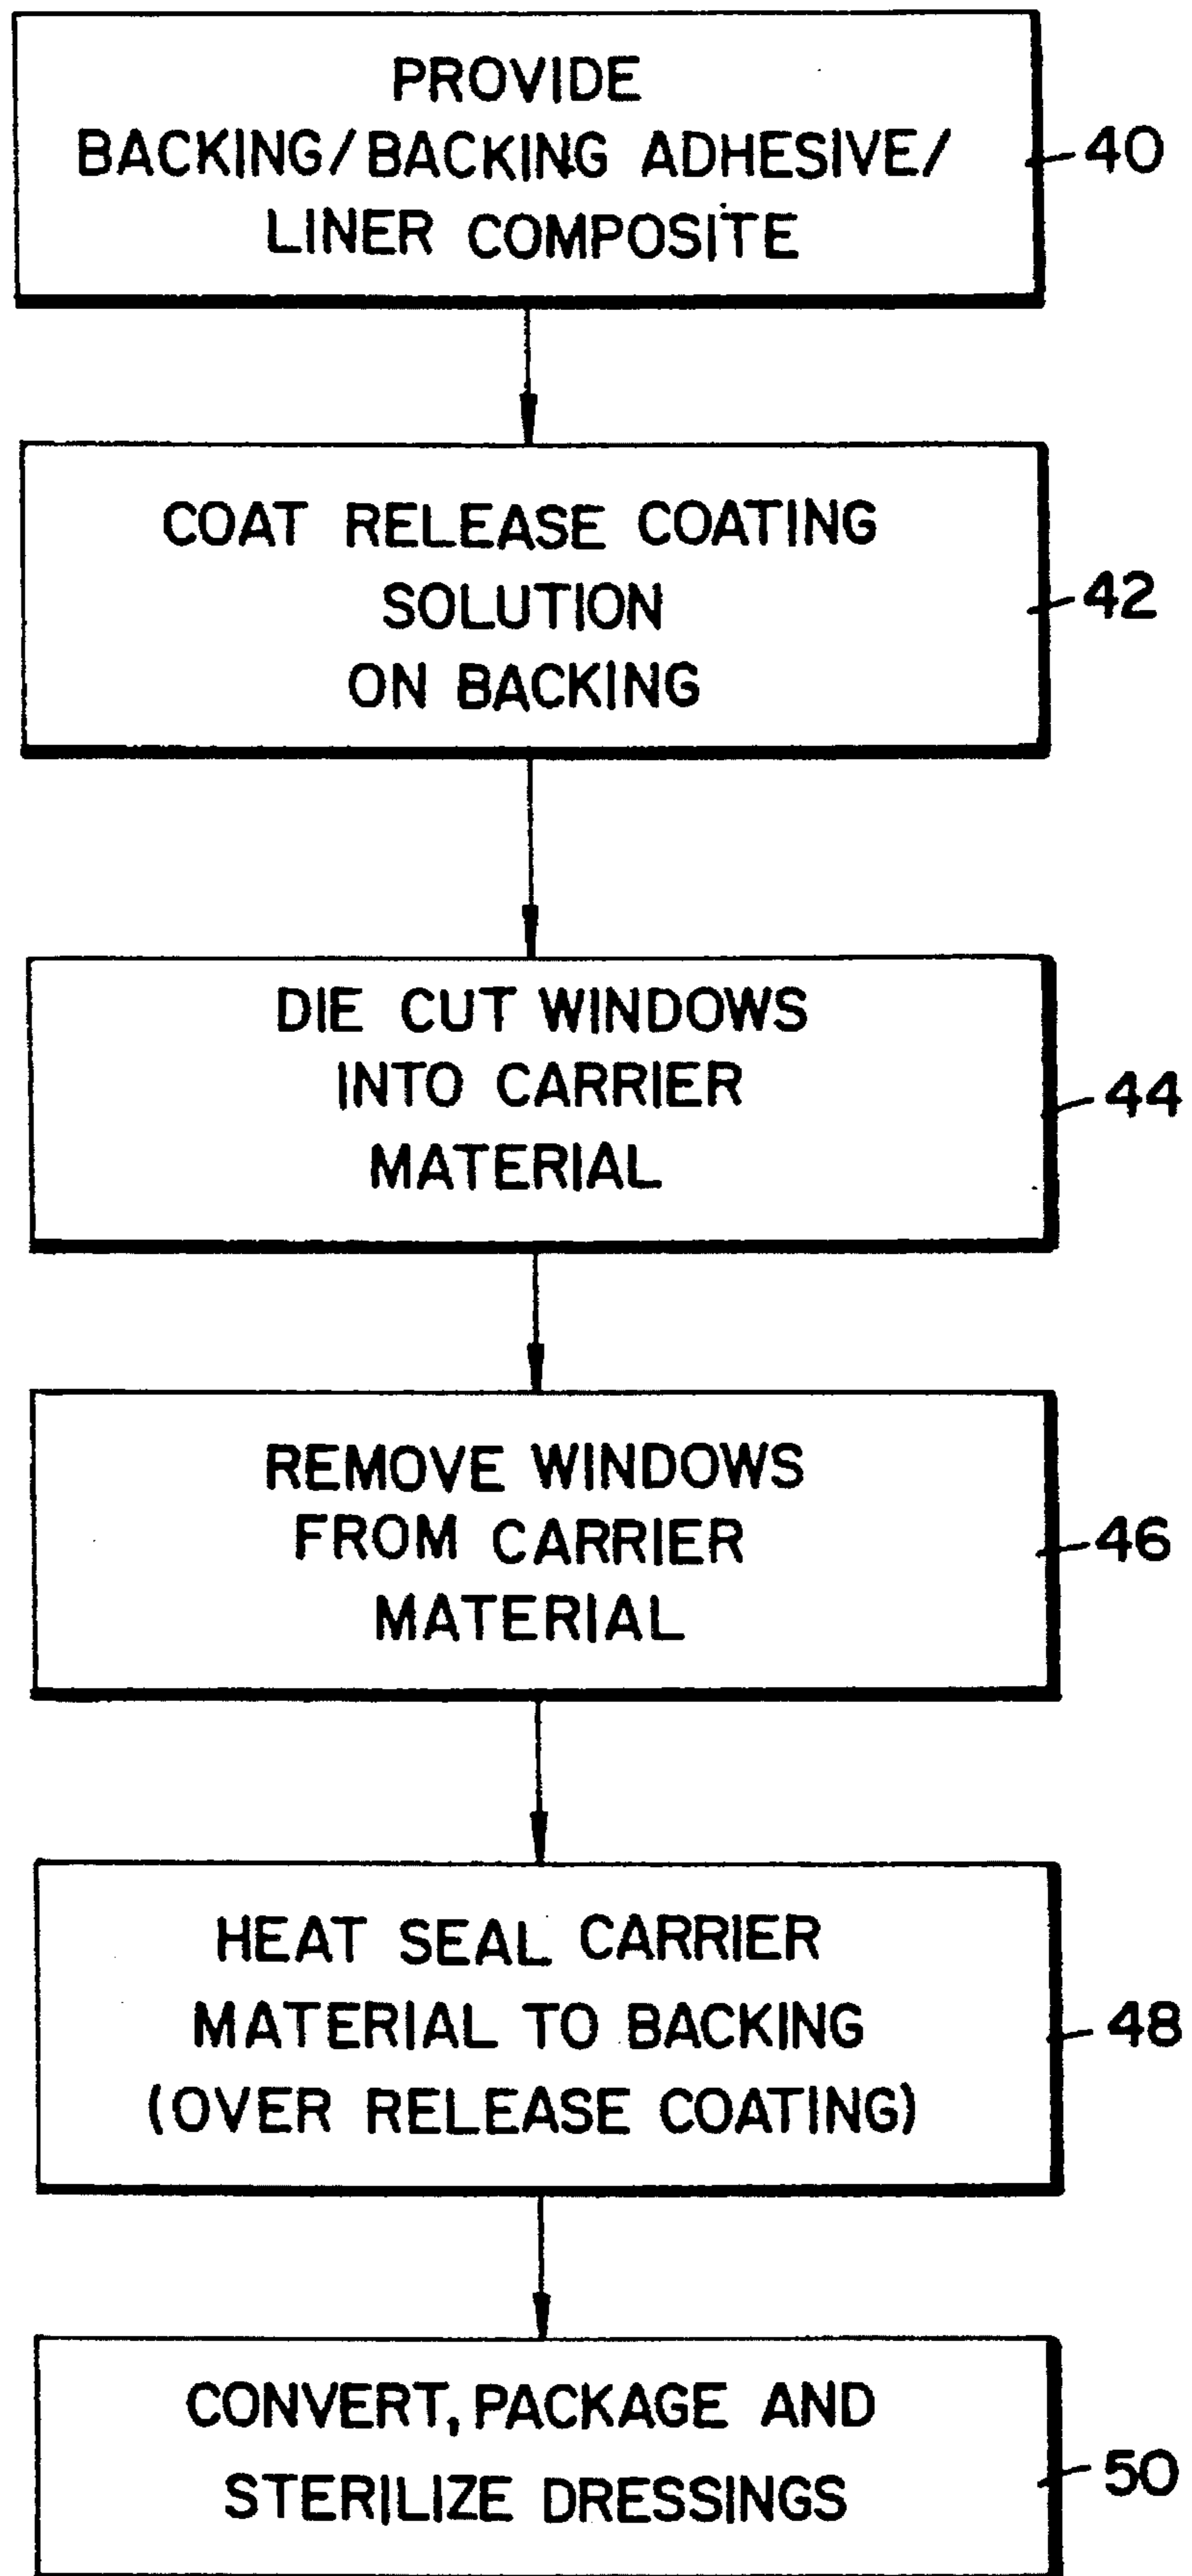 PROVIDE
BACKING/BACKING ADHESIVE/
LINER COMPOSITE
40
COAT RELEASE COATING
SOLUTION
ON BACKING
42
DIE CUT WINDOWS
INTO CARRIER
MATERIAL
44
REMOVE WINDOWS
FROM CARRIER
MATERIAL
46
HEAT SEAL CARRIER
MATERIAL TO BACKING
(OVER RELEASE COATING)
48
CONVERT, PACKAGE AND
STERILIZE DRESSINGS
50